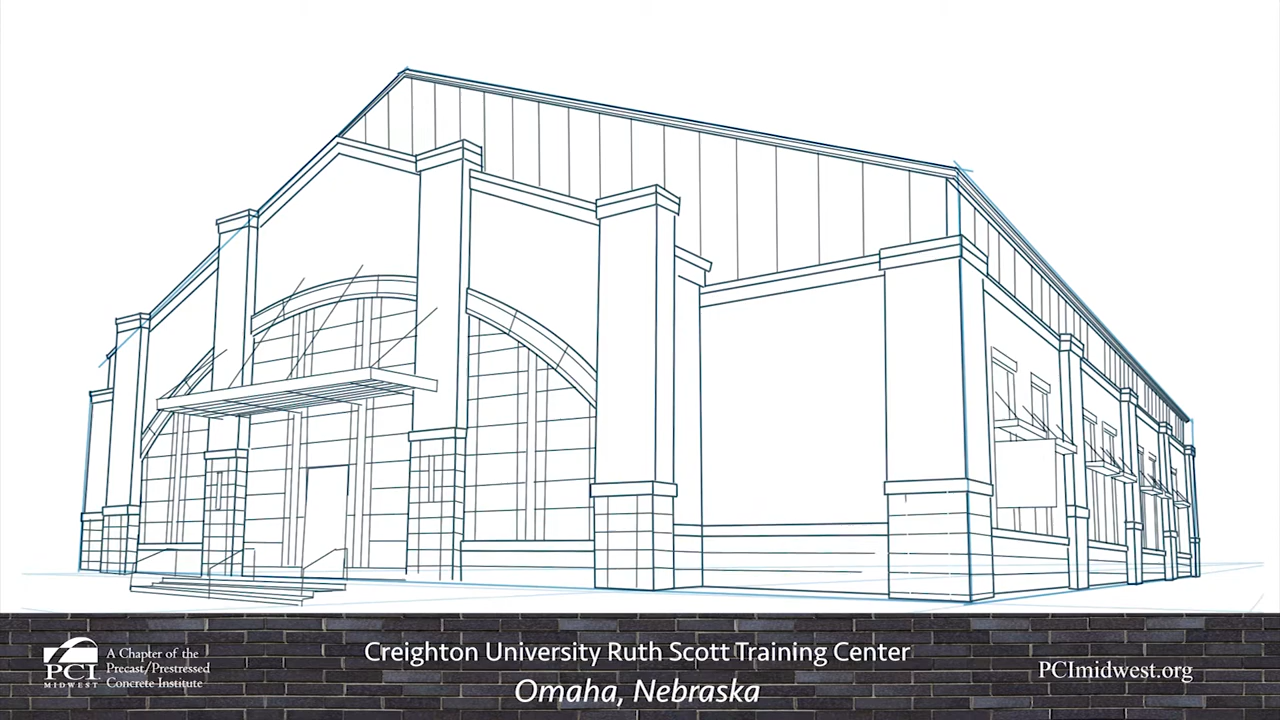 Creighton University Ruth Scott Training Center
Omaha, Nebraska
PCI
MIDWEST
A Chapter of the
Precast/Prestressed
Concrete Institute
PCImidwest.org